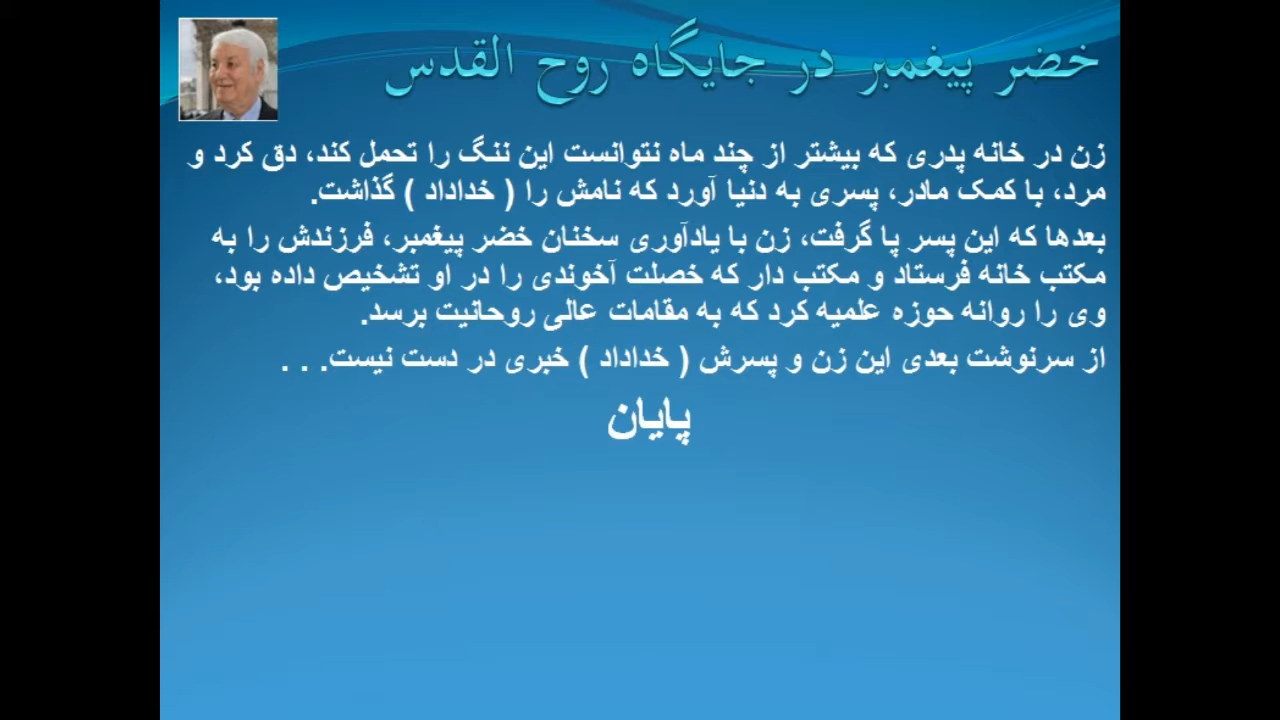 خضر پیغمبر در جایگاه روح القدس
زن در خانه پدری که بیشتر از چند ماه نتوانست این ننگ را تحمل کند، دق کرد و
مرد، با کمک مادر، پسری به دنیا آورد که نامش را ( خداداد ) گذاشت.
بعدها که این پسر پا گرفت، زن با یادآوری سخنان خضر پیغمبر، فرزندش را به
مکتب خانه فرستاد و مکتب دار که خصلت آخوندی را در او تشخیص داده بود،
وی را روانه حوزه علمیه کرد که به مقامات عالی روحانیت برسد.
از سرنوشت بعدی این زن و پسرش ( خداداد ) خبری در دست نیست. . .
پایان